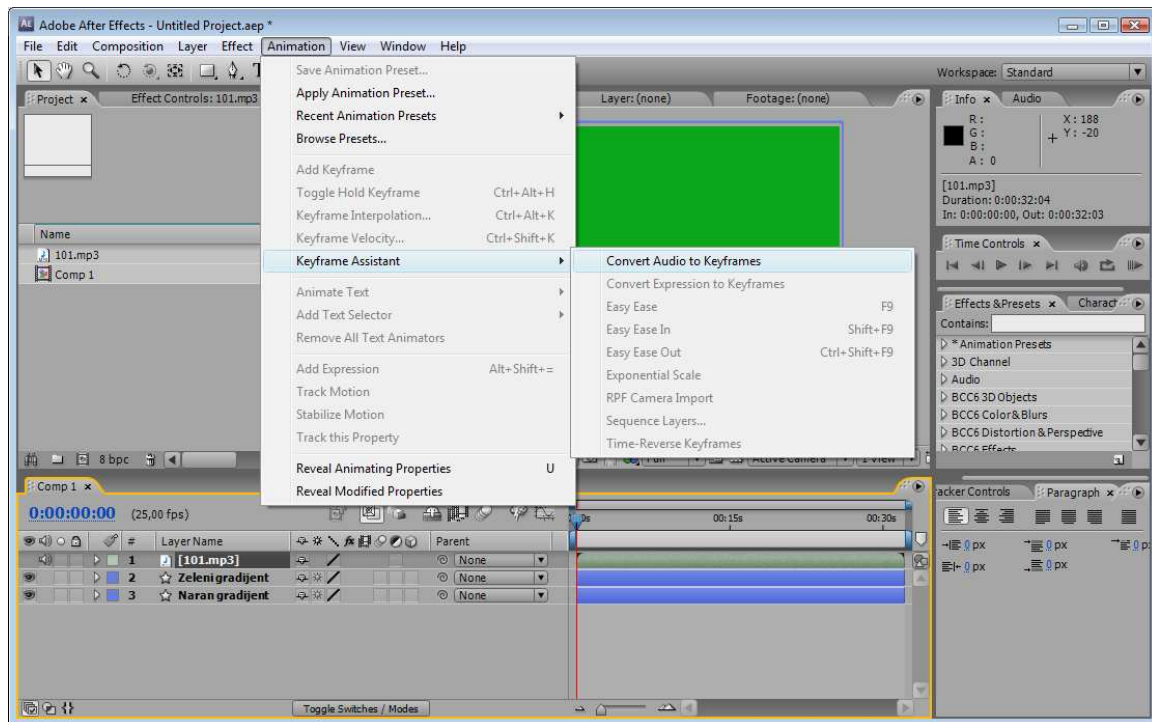 Adobe After Effects - Untitled Project.aep *
File Edit Composition Layer Effect Animation View Window Help
Workspace: Standard
Project Effect Controls: 101.mp3
Layer: (none) Footage: (none)
Info Audio
R: X: 188
G: Y: -20
B:
A: 0
[101.mp3]
Duration: 0:00:32:04
In: 0:00:00:00, Out: 0:00:32:03
Name
101.mp3
Comp 1
Save Animation Preset...
Apply Animation Preset...
Recent Animation Presets
Browse Presets...
Add Keyframe
Toggle Hold Keyframe Ctrl+Alt+H
Keyframe Interpolation... Ctrl+Alt+K
Keyframe Velocity... Ctrl+Shift+K
Keyframe Assistant
Animate Text
Add Text Selector
Remove All Text Animators
Add Expression Alt+Shift+=
Track Motion
Stabilize Motion
Track this Property
Reveal Animating Properties U
Reveal Modified Properties
Convert Audio to Keyframes
Convert Expression to Keyframes
Easy Ease F9
Easy Ease In Shift+F9
Easy Ease Out Ctrl+Shift+F9
Exponential Scale
RPF Camera Import
Sequence Layers...
Time-Reverse Keyframes
Time Controls
Effects & Presets Charact
Contains:
* Animation Presets
3D Channel
Audio
BCC6 3D Objects
BCC6 Color & Blurs
BCC6 Distortion & Perspective
BCC6 Effects
8 bpc
Full Active Camera 1 View
Comp 1
0:00:00:00 (25,00 fps)
00:15s 00:30s
# Layer Name Parent
1 [101.mp3] None
2 Zeleni gradijent None
3 Naran gradijent None
Toggle Switches / Modes
racker Controls Paragraph
0 px 0 px 0 p
0 px 0 px